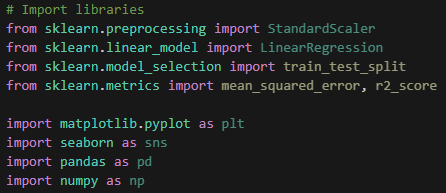 # Import libraries
from sklearn.preprocessing import StandardScaler
from sklearn.linear_model import LinearRegression
from sklearn.model_selection import train_test_split
from sklearn.metrics import mean_squared_error, r2_score
import matplotlib.pyplot as plt
import seaborn as sns
import pandas as pd
import numpy as np